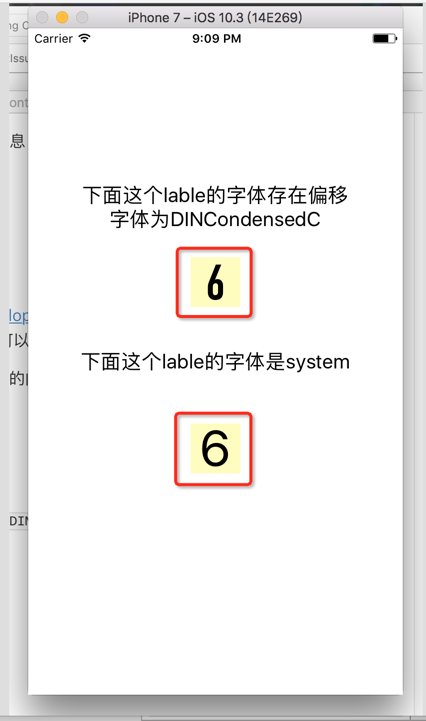 iPhone 7 – iOS 10.3 (14E269)
Carrier
9:09 PM
下面这个lable的字体存在偏移
字体为DINCondensedC
6
下面这个lable的字体是system
6
息
lop
可以
的
DIN